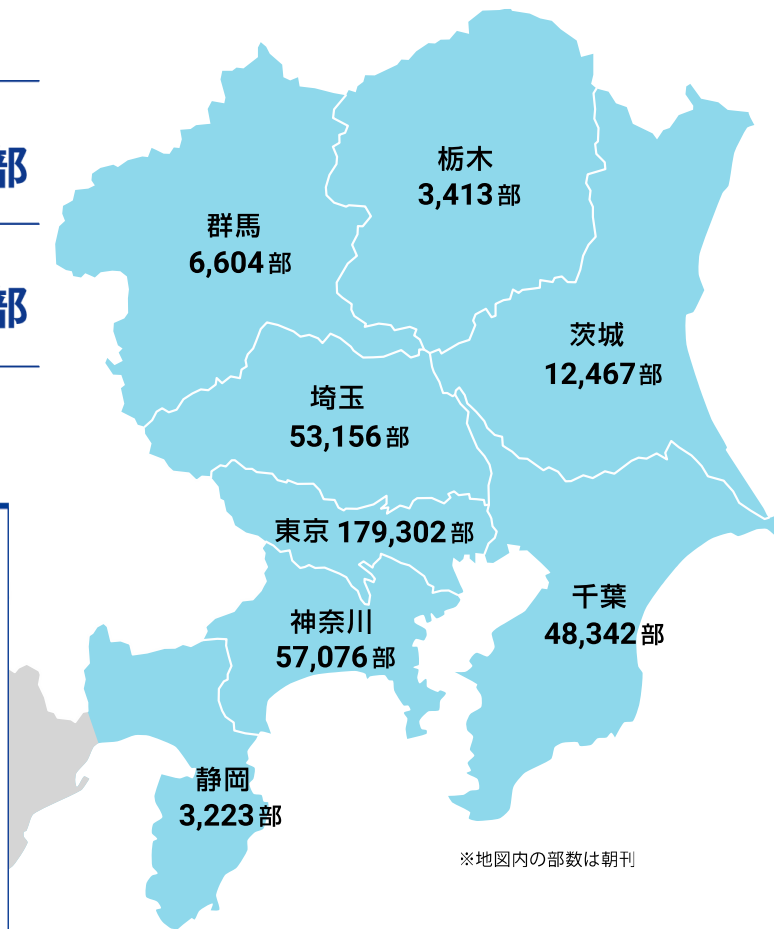 部
部
栃木
3,413部
群馬
6,604部
茨城
12,467部
埼玉
53,156部
東京 179,302部
千葉
48,342部
神奈川
57,076部
静岡
3,223部
※地図内の部数は朝刊